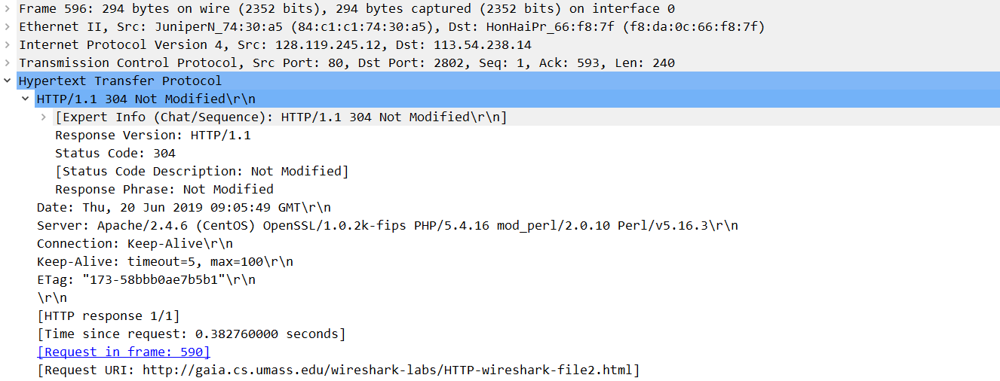 Frame 596: 294 bytes on wire (2352 bits), 294 bytes captured (2352 bits) on interface 0
Ethernet II, Src: JuniperN_74:30:a5 (84:c1:c1:74:30:a5), Dst: HonHaiPr_66:f8:7f (f8:da:0c:66:f8:7f)
Internet Protocol Version 4, Src: 128.119.245.12, Dst: 113.54.238.14
Transmission Control Protocol, Src Port: 80, Dst Port: 2802, Seq: 1, Ack: 593, Len: 240
Hypertext Transfer Protocol
HTTP/1.1 304 Not Modified\r\n
[Expert Info (Chat/Sequence): HTTP/1.1 304 Not Modified\r\n]
Response Version: HTTP/1.1
Status Code: 304
[Status Code Description: Not Modified]
Response Phrase: Not Modified
Date: Thu, 20 Jun 2019 09:05:49 GMT\r\n
Server: Apache/2.4.6 (CentOS) OpenSSL/1.0.2k-fips PHP/5.4.16 mod_perl/2.0.10 Perl/v5.16.3\r\n
Connection: Keep-Alive\r\n
Keep-Alive: timeout=5, max=100\r\n
ETag: "173-58bbb0ae7b5b1"\r\n
\r\n
[HTTP response 1/1]
[Time since request: 0.382760000 seconds]
[Request in frame: 590]
[Request URI: http://gaia.cs.umass.edu/wireshark-labs/HTTP-wireshark-file2.html]